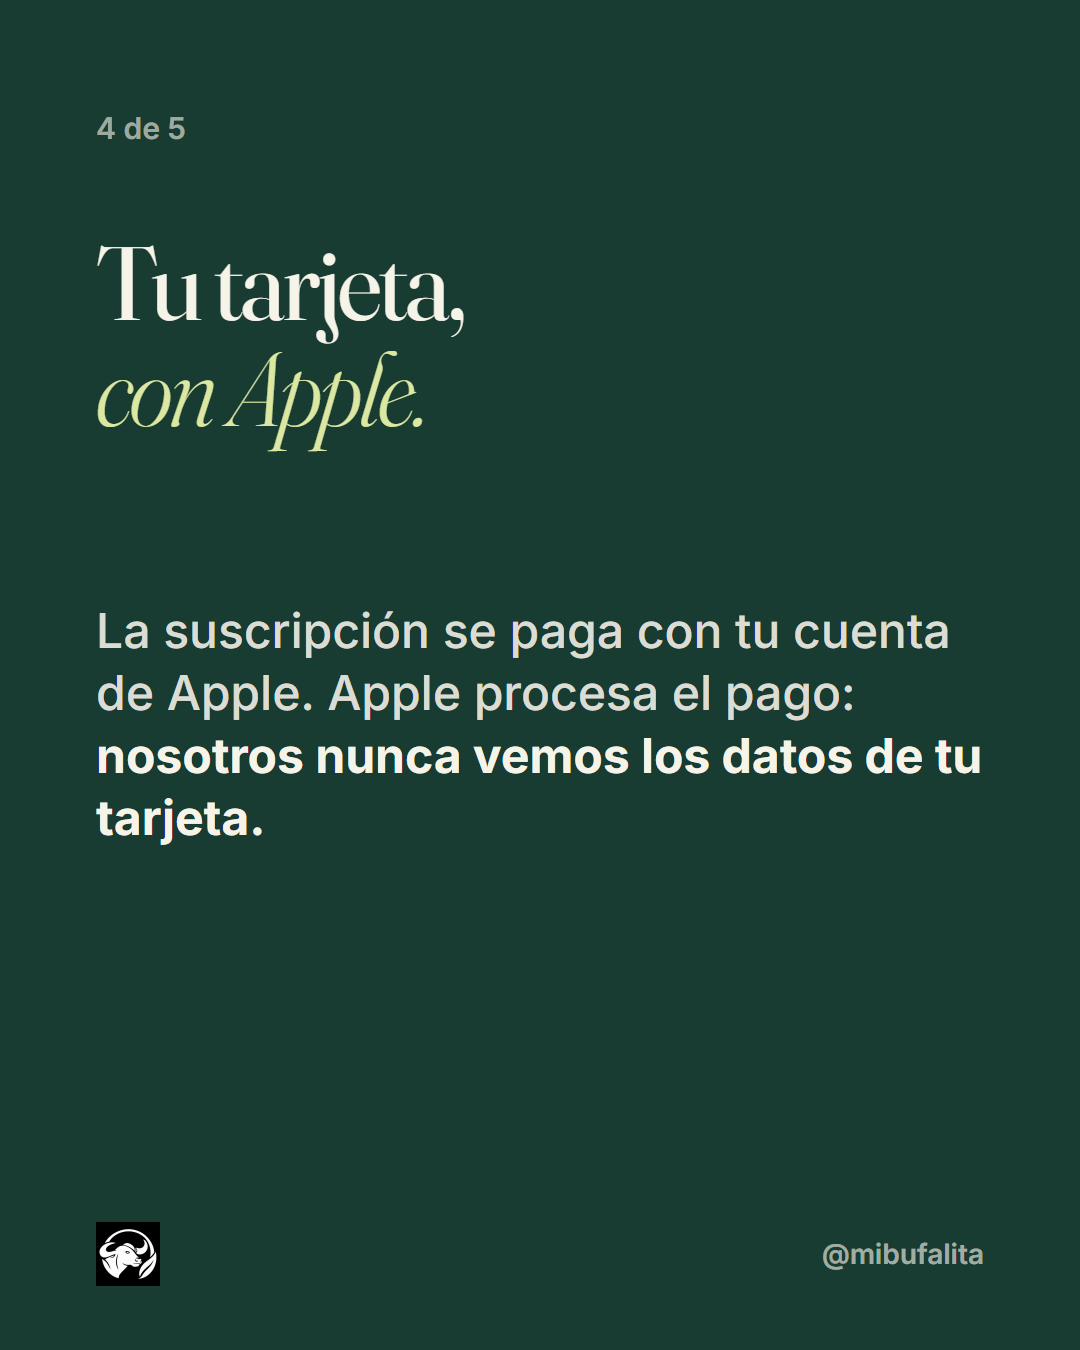 4 de 5
Tu tarjeta,
con Apple.
La suscripción se paga con tu cuenta
de Apple. Apple procesa el pago:
nosotros nunca vemos los datos de tu
tarjeta.
@mibufalita